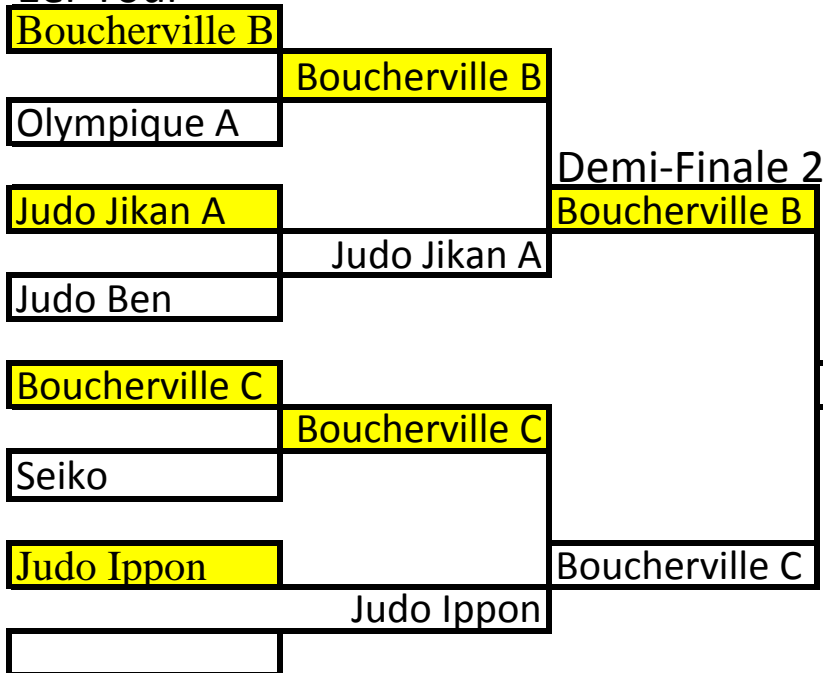 Boucherville B
Boucherville B
Olympique A
Demi-Finale 2
Judo Jikan A
Boucherville B
Judo Jikan A
Judo Ben
Boucherville C
Boucherville C
Seiko
Judo Ippon
Boucherville C
Judo Ippon